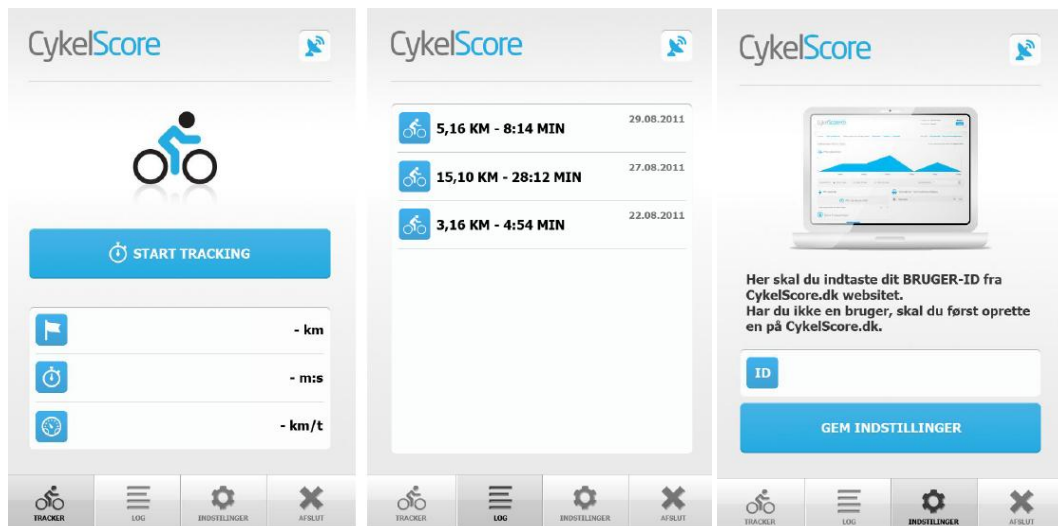 CykelScore
START TRACKING
- km
- m:s
- km/t
TRACKER
LOG
INDSTILINGER
AFSLUT
CykelScore
5,16 KM - 8:14 MIN
29.08.2011
15,10 KM - 28:12 MIN
27.08.2011
3,16 KM - 4:54 MIN
22.08.2011
TRACKER
LOG
INDSTILINGER
AFSLUT
CykelScore
Her skal du indtaste dit BRUGER-ID fra
CykelScore.dk websitet.
Har du ikke en bruger, skal du først oprette
en på CykelScore.dk.
ID
GEM INDSTILLINGER
TRACKER
LOG
INDSTILINGER
AFSLUT